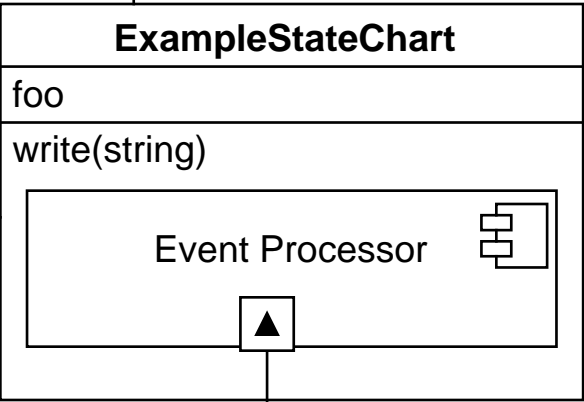 ExampleStateChart
foo
write(string)
Event Processor